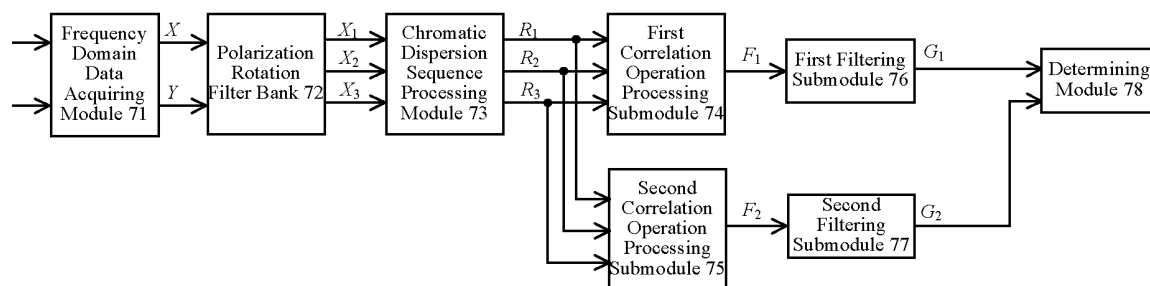 Frequency
Domain
Data
Acquiring
Module 71
X
Y
Polarization
Rotation
Filter Bank 72
X1
X2
X3
Chromatic
Dispersion
Sequence
Processing
Module 73
R1
R2
R3
First
Correlation
Operation
Processing
Submodule 74
F1
First Filtering
Submodule 76
G1
Determining
Module 78
Second
Correlation
Operation
Processing
Submodule 75
F2
Second
Filtering
Submodule 77
G2